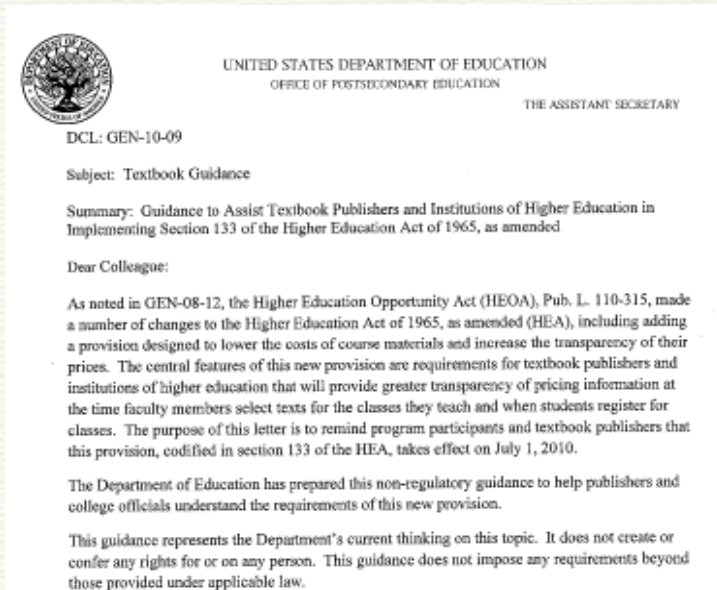 UNITED STATES DEPARTMENT OF EDUCATION
OFFICE OF POSTSECONDARY EDUCATION
THE ASSISTANT SECRETARY
DCL: GEN-10-09
Subject: Textbook Guidance
Summary: Guidance to Assist Textbook Publishers and Institutions of Higher Education in
Implementing Section 133 of the Higher Education Act of 1965, as amended
Dear Colleague:
As noted in GEN-08-12, the Higher Education Opportunity Act (HEOA), Pub. L. 110-315, made
a number of changes to the Higher Education Act of 1965, as amended (HEA), including adding
a provision designed to lower the costs of course materials and increase the transparency of their
prices. The central features of this new provision are requirements for textbook publishers and
institutions of higher education that will provide greater transparency of pricing information at
the time faculty members select texts for the classes they teach and when students register for
classes. The purpose of this letter is to remind program participants and textbook publishers that
this provision, codified in section 133 of the HEA, takes effect on July 1, 2010.
The Department of Education has prepared this non-regulatory guidance to help publishers and
college officials understand the requirements of this new provision.
This guidance represents the Department's current thinking on this topic. It does not create or
confer any rights for or on any person. This guidance does not impose any requirements beyond
those provided under applicable law.